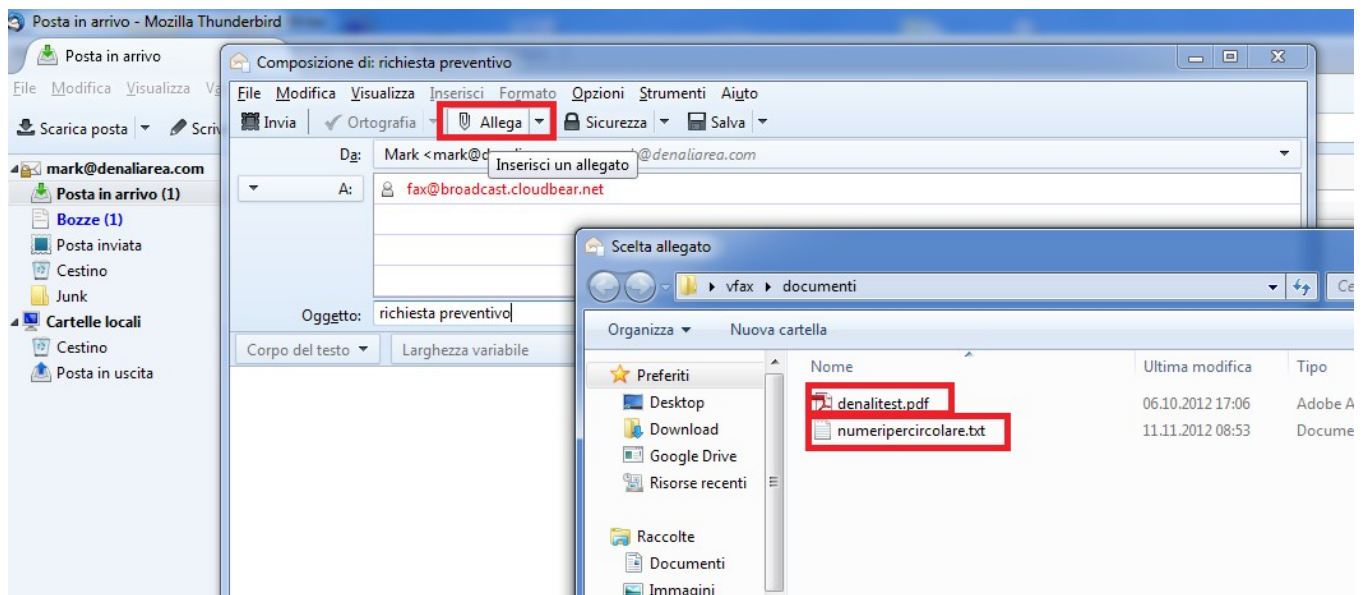 Posta in arrivo - Mozilla Thunderbird
Posta in arrivo
File Modifica Visualizza
Scarica posta
mark@denaliarea.com
Posta in arrivo (1)
Bozze (1)
Posta inviata
Cestino
Junk
Cartelle locali
Cestino
Posta in uscita
Composizione di: richiesta preventivo
File Modifica Visualizza Inserisci Formato Opzioni Strumenti Aiuto
Invia Ortografia Allega Sicurezza Salva
Da: Mark <mark@d @denaliarea.com
Inserisci un allegato
A: fax@broadcast.cloudbear.net
Oggetto: richiesta preventivo
Corpo del testo Larghezza variabile
Scelta allegato
vfax documenti
Organizza Nuova cartella
Preferiti
Desktop
Download
Google Drive
Risorse recenti
Raccolte
Documenti
Immagini
Nome Ultima modifica Tipo
denalitest.pdf 06.10.2012 17:06 Adobe A
numeripercircolare.txt 11.11.2012 08:53 Docume